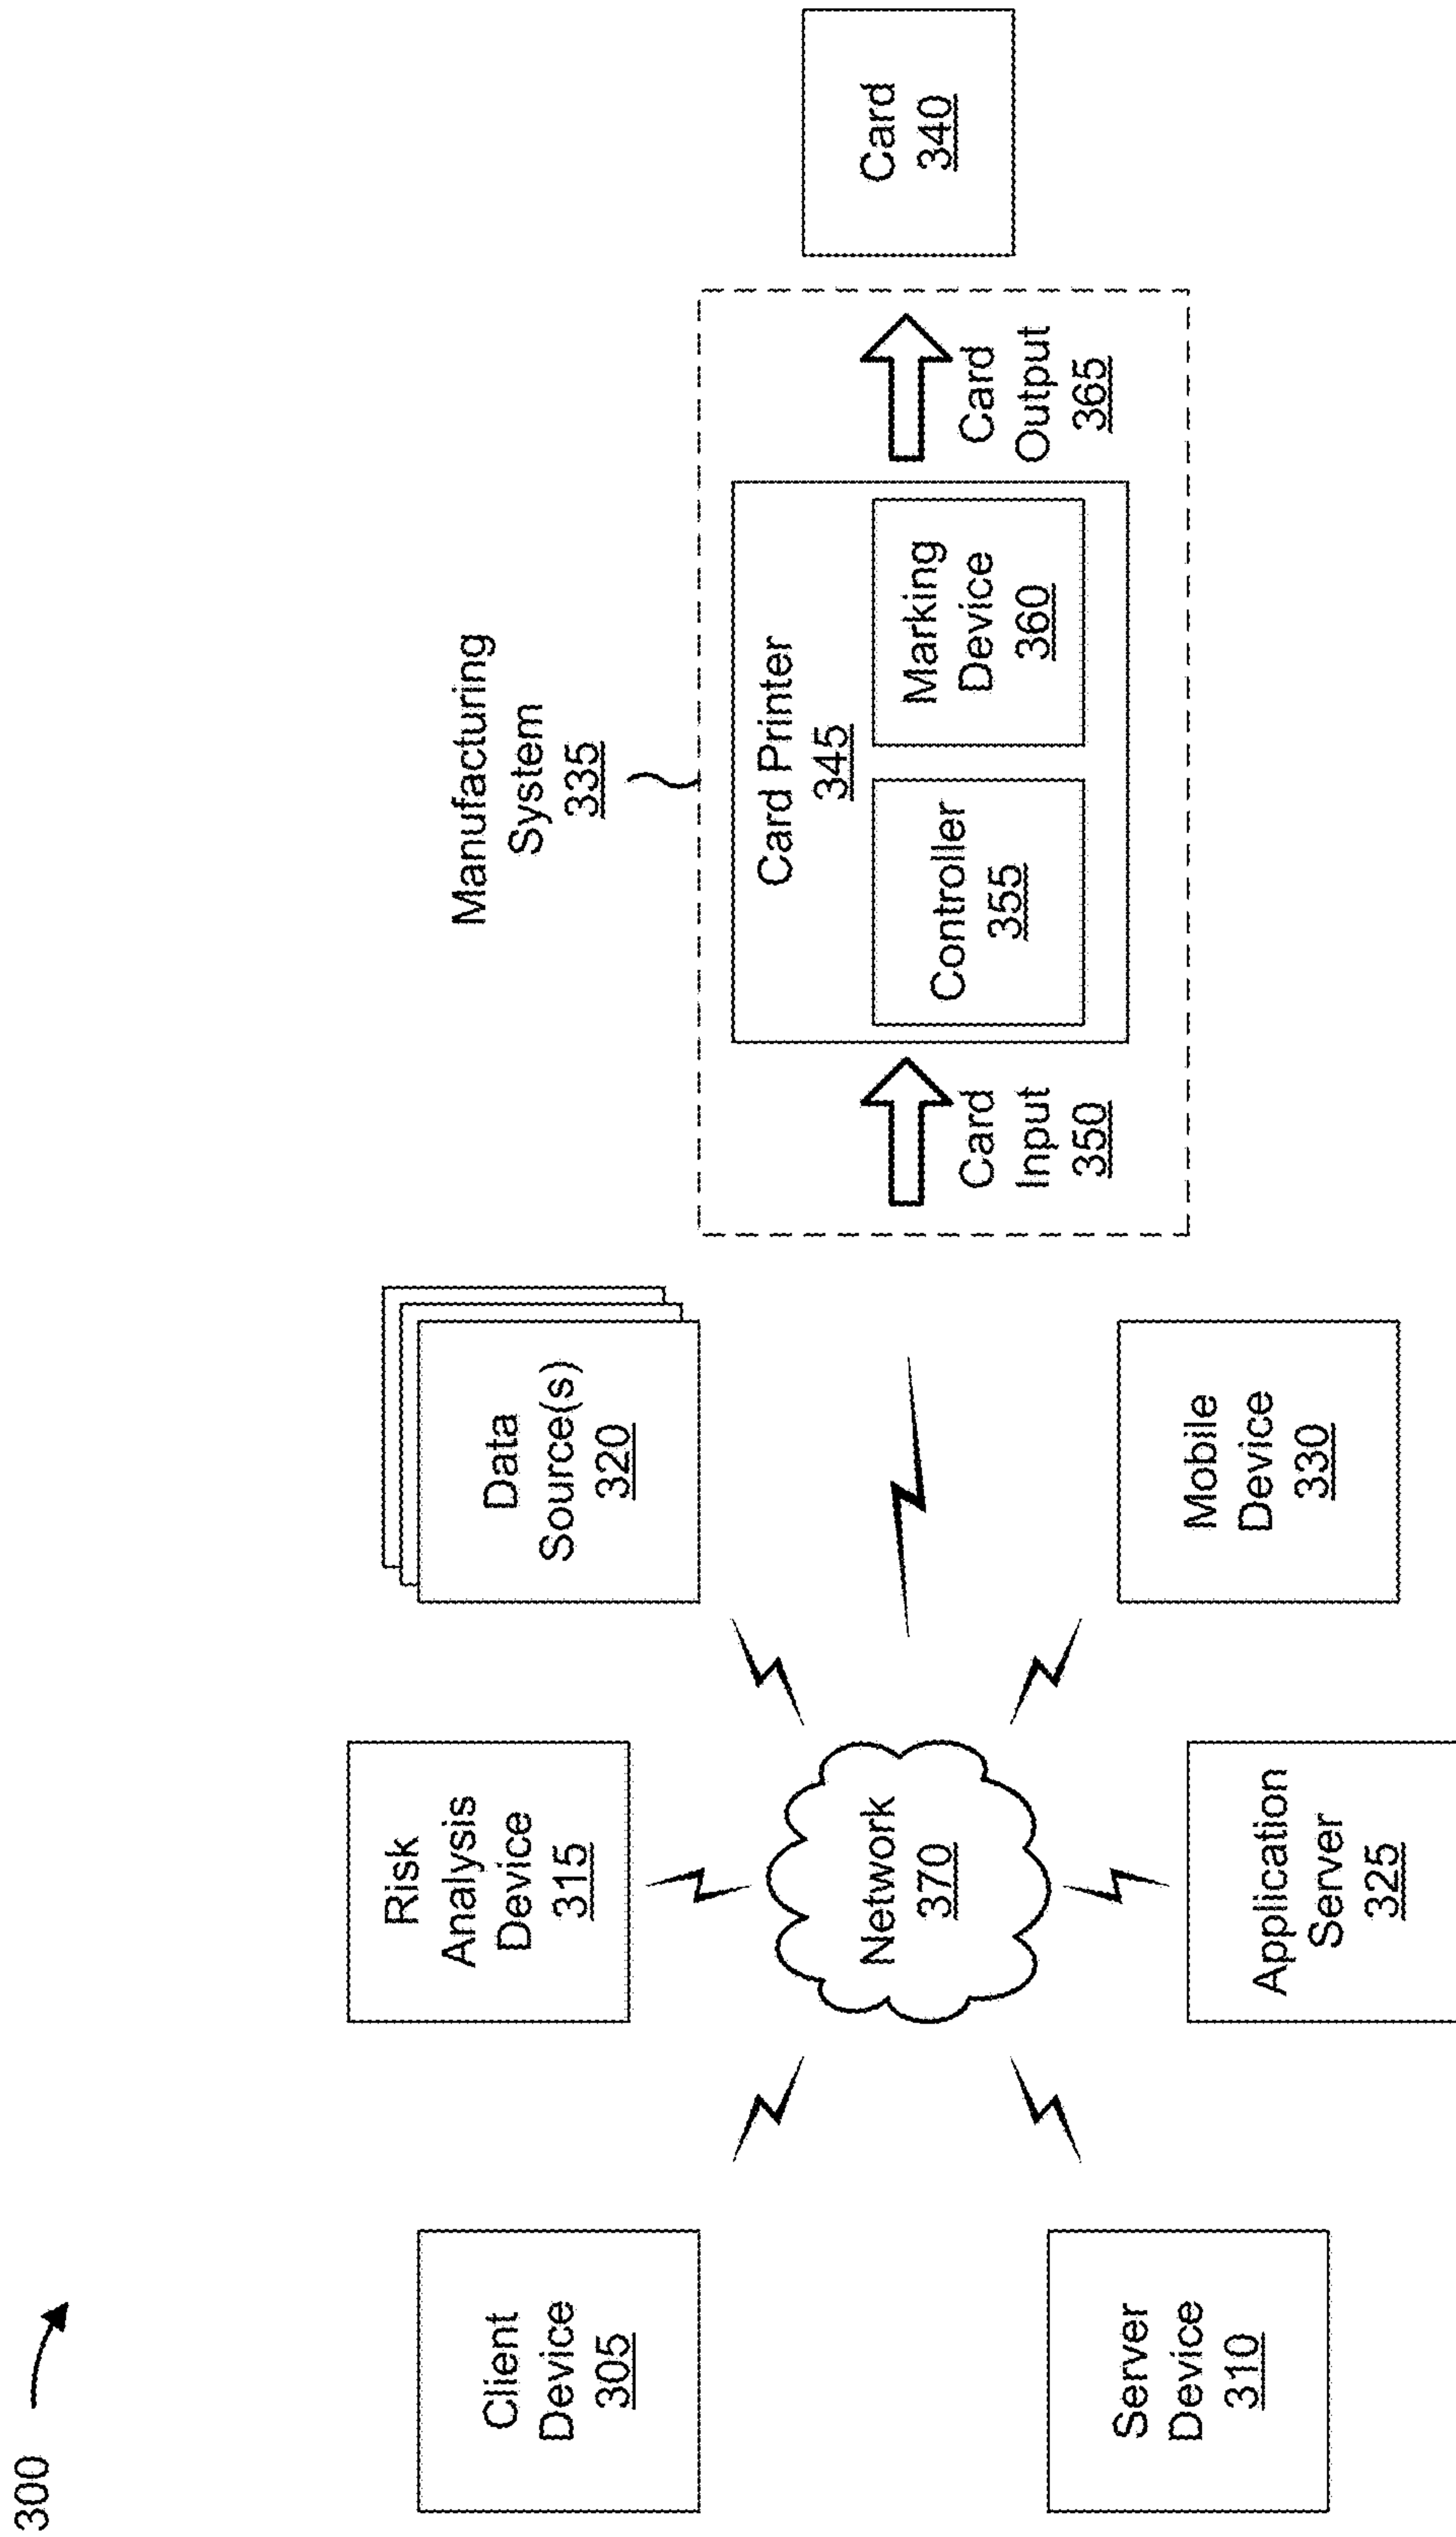 300
Risk
Analysis
Device
315
Client
Device
305
Data
Source(s)
320
Manufacturing
System
335
Network
370
Card Printer
345
Controller
355
Marking
Device
360
Card
Input
350
Card
Output
365
Card
340
Server
Device
310
Application
Server
325
Mobile
Device
330